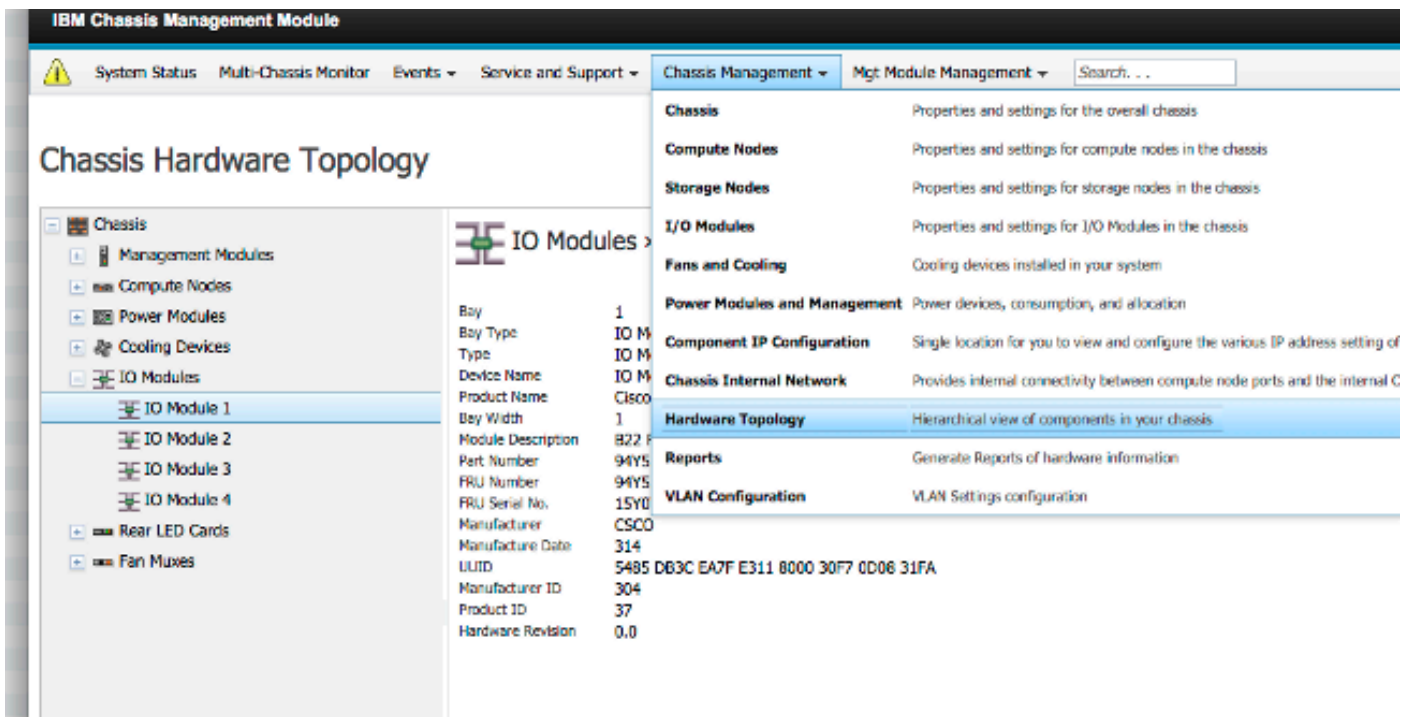 IBM Chassis Management Module
System Status Multi-Chassis Monitor Events Service and Support Chassis Management Mgt Module Management Search. . .
Chassis Hardware Topology
Chassis
Management Modules
Compute Nodes
Power Modules
Cooling Devices
IO Modules
IO Module 1
IO Module 2
IO Module 3
IO Module 4
Rear LED Cards
Fan Muxes
IO Modules
Bay 1
Bay Type IO M
Type IO M
Device Name IO M
Product Name Cisco
Bay Width 1
Module Description B22 F
Part Number 94Y5
FRU Number 94Y5
FRU Serial No. 15Y0
Manufacturer CSCO
Manufacture Date 314
UUID 5485 DB3C EA7F E311 8000 30F7 0D08 31FA
Manufacturer ID 304
Product ID 37
Hardware Revision 0.0
Chassis Properties and settings for the overall chassis
Compute Nodes Properties and settings for compute nodes in the chassis
Storage Nodes Properties and settings for storage nodes in the chassis
I/O Modules Properties and settings for I/O Modules in the chassis
Fans and Cooling Cooling devices installed in your system
Power Modules and Management Power devices, consumption, and allocation
Component IP Configuration Single location for you to view and configure the various IP address setting of
Chassis Internal Network Provides internal connectivity between compute node ports and the internal C
Hardware Topology Hierarchical view of components in your chassis
Reports Generate Reports of hardware information
VLAN Configuration VLAN Settings configuration